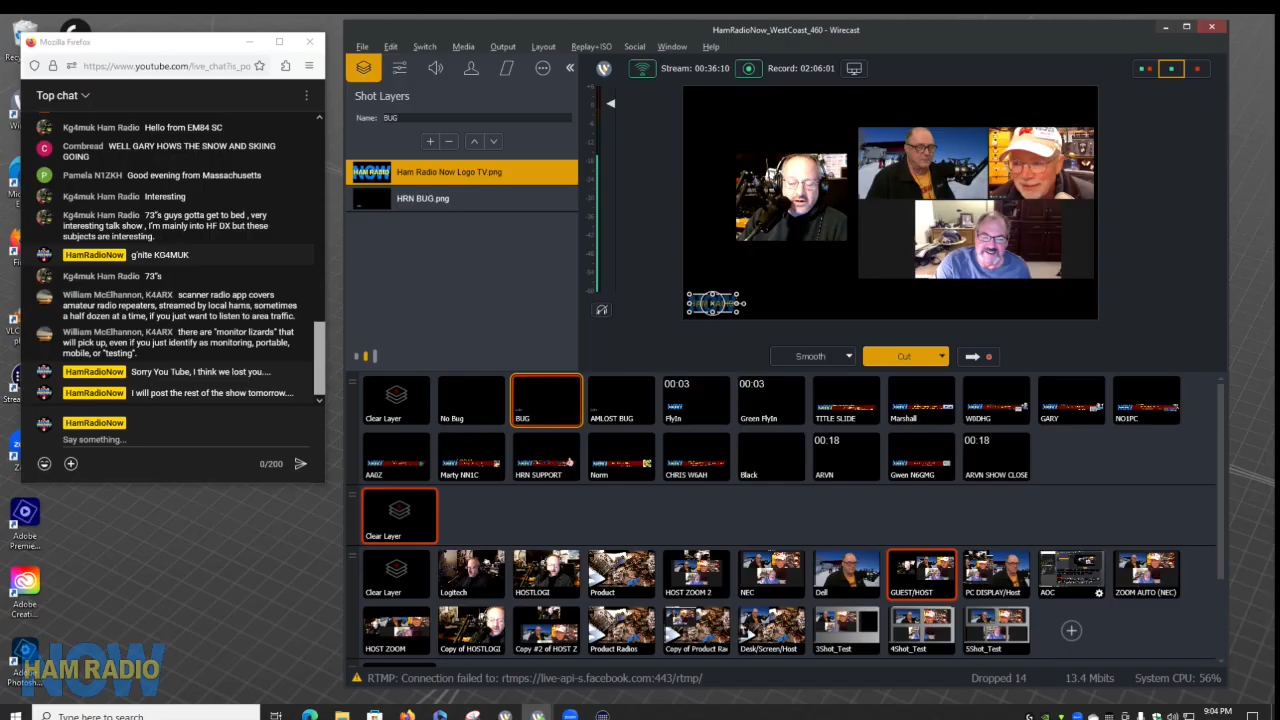 Mozilla Firefox
https://www.youtube.com/live_chat?is_po
Top chat
Kg4muk Ham Radio Hello from EM84 SC
Cornbread WELL GARY HOWS THE SNOW AND SKIING
GOING
Pamela N1ZKH Good evening from Massachusetts
Kg4muk Ham Radio Interesting
Kg4muk Ham Radio 73"s guys gotta get to bed , very
interesting talk show , I'm mainly into HF DX but these
subjects are interesting.
HamRadioNow g'nite KG4MUK
Kg4muk Ham Radio 73"s
William McElhannon, K4ARX scanner radio app covers
amateur radio repeaters, streamed by local hams, sometimes
a half dozen at a time, if you just want to listen to area traffic.
William McElhannon, K4ARX there are "monitor lizards" that
will pick up, even if you just identify as monitoring, portable,
mobile, or "testing".
HamRadioNow Sorry You Tube, I think we lost you....
HamRadioNow I will post the rest of the show tomorrow....
HamRadioNow
Say something...
0/200
Adobe
Premie...
Adobe
Creati...
Adobe
Photosh...
HAM RADIO
NOW
Type here to search
HamRadioNow_WestCoast_460 - Wirecast
File Edit Switch Media Output Layout Replay+ISO Social Window Help
Stream: 00:36:10 Record: 02:06:01
Shot Layers
Name: BUG
Ham Radio Now Logo TV.png
HRN BUG.png
Smooth Cut
00:03 00:03
Clear Layer No Bug BUG AMLOST BUG FlyIn Green FlyIn TITLE SLIDE Marshall W0DHG GARY NO1PC
00:18 00:18
AA0Z Marty NN1C HRN SUPPORT Norm CHRIS W6AH Black ARVN Gwen N6GMG ARVN SHOW CLOSE
Clear Layer
Clear Layer Logitech HOSTLOGI Product HOST ZOOM 2 NEC Dell GUEST/HOST PC DISPLAY/Host AOC ZOOM AUTO (NEC)
HOST ZOOM Copy of HOSTLOGI Copy #2 of HOST Z Product Radios Copy of Product Ra Desk/Screen/Host 3Shot_Test 4Shot_Test 5Shot_Test
RTMP: Connection failed to: rtmps://live-api-s.facebook.com:443/rtmp/ Dropped 14 13.4 Mbits System CPU: 56%
9:04 PM